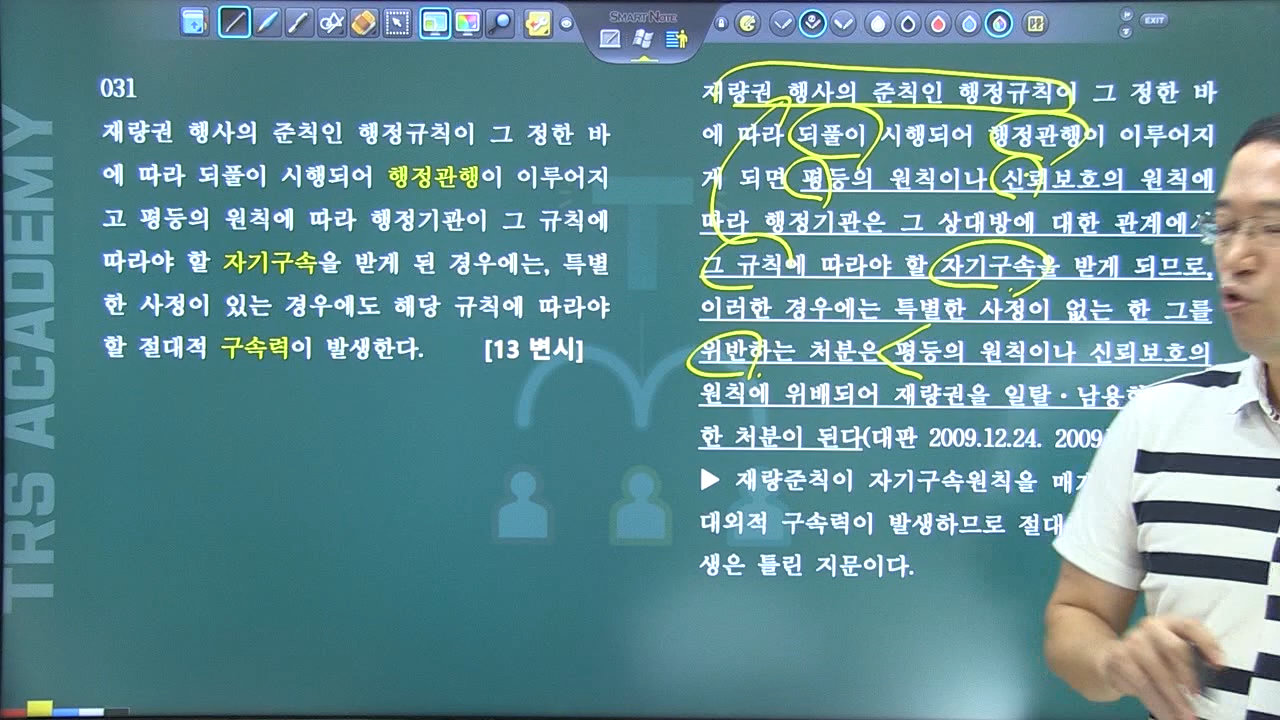 SMART NOTE
EXIT
TRS ACADEMY
031
재량권 행사의 준칙인 행정규칙이 그 정한 바
에 따라 되풀이 시행되어 행정관행이 이루어지
고 평등의 원칙에 따라 행정기관이 그 규칙에
따라야 할 자기구속을 받게 된 경우에는, 특별
한 사정이 있는 경우에도 해당 규칙에 따라야
할 절대적 구속력이 발생한다. [13 변시]
재량권 행사의 준칙인 행정규칙이 그 정한 바
에 따라 되풀이 시행되어 행정관행이 이루어지
게 되면 평등의 원칙이나 신뢰보호의 원칙에
따라 행정기관은 그 상대방에 대한 관계에서
그 규칙에 따라야 할 자기구속을 받게 되므로,
이러한 경우에는 특별한 사정이 없는 한 그를
위반하는 처분은 평등의 원칙이나 신뢰보호의
원칙에 위배되어 재량권을 일탈·남용
한 처분이 된다(대판 2009.12.24. 2009
▶ 재량준칙이 자기구속원칙을
대외적 구속력이 발생하므로
생은 틀린 지문이다.